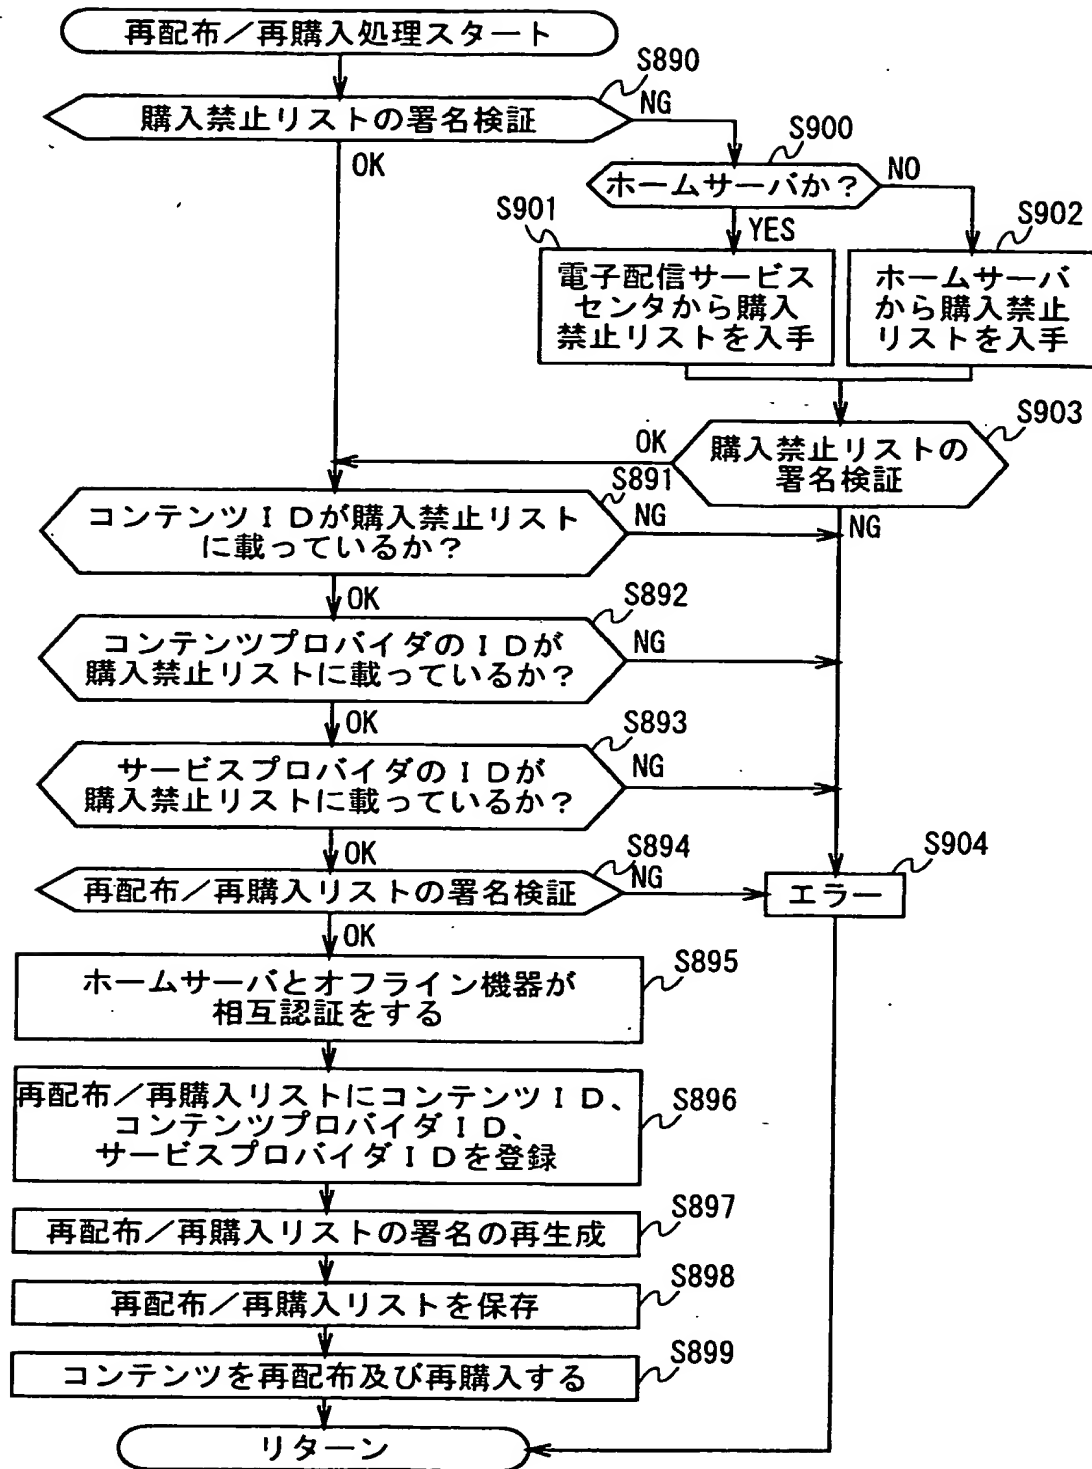 再配布／再購入処理スタート
S890
購入禁止リストの署名検証
NG
OK
S900
ホームサーバか？
NO
YES
S901
電子配信サービス
センタから購入
禁止リストを入手
S902
ホームサーバ
から購入禁止
リストを入手
S903
購入禁止リストの
署名検証
OK
NG
S891
コンテンツＩＤが購入禁止リスト
に載っているか？
NG
OK
S892
コンテンツプロバイダのＩＤが
購入禁止リストに載っているか？
NG
OK
S893
サービスプロバイダのＩＤが
購入禁止リストに載っているか？
NG
OK
S894
再配布／再購入リストの署名検証
NG
S904
エラー
OK
S895
ホームサーバとオフライン機器が
相互認証をする
S896
再配布／再購入リストにコンテンツＩＤ、
コンテンツプロバイダＩＤ、
サービスプロバイダＩＤを登録
S897
再配布／再購入リストの署名の再生成
S898
再配布／再購入リストを保存
S899
コンテンツを再配布及び再購入する
リターン